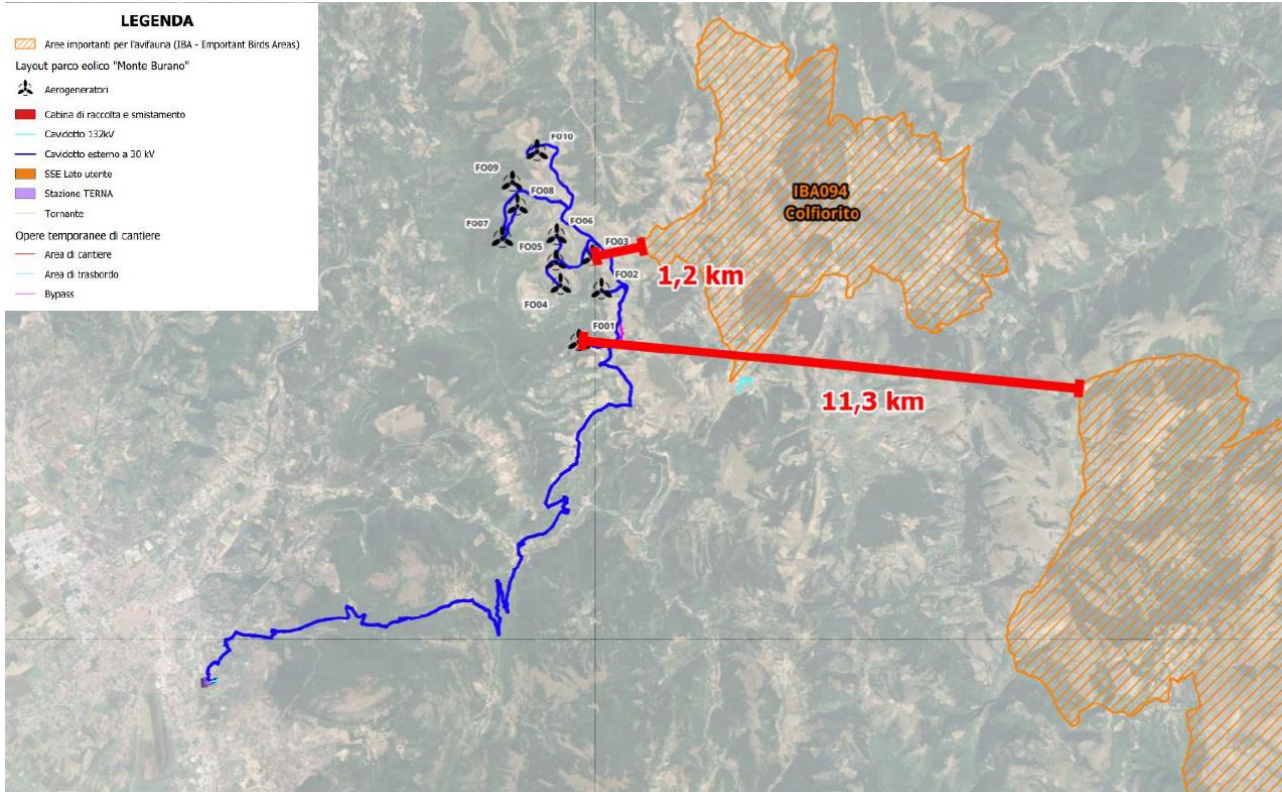 LEGENDA
Aree importanti per l'avifauna (IBA - Important Birds Areas)
Layout parco eolico "Monte Burano"
Aerogeneratori
Cabina di raccolta e smistamento
Cavidotto 132kV
Cavidotto esterno a 30 kV
SSE Lato utente
Stazione TERNA
Tornante
Opere temporanee di cantiere
Area di cantiere
Area di trasbordo
Bypass
FO10
FO09
FO08
FO07
FO06
FO05
FO03
FO02
FO04
FO01
IBA094
Colfiorito
1,2 km
11,3 km